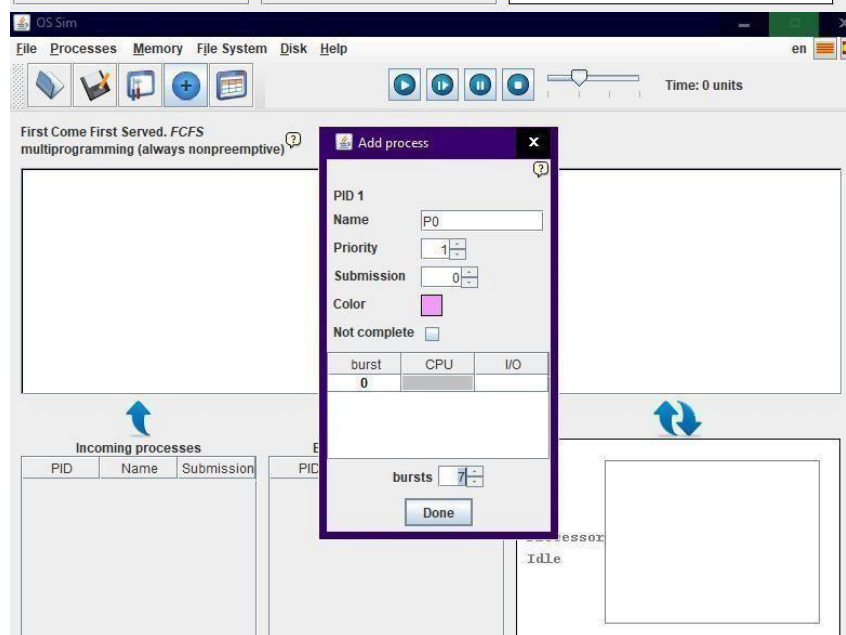 OS Sim
File Processes Memory File System Disk Help en
Time: 0 units
First Come First Served. FCFS
multiprogramming (always nonpreemptive) ?
Add process x
?
PID 1
Name P0
Priority 1
Submission 0
Color
Not complete
burst CPU I/O
0
bursts 7
Done
Incoming processes
PID Name Submission
PID
Idle